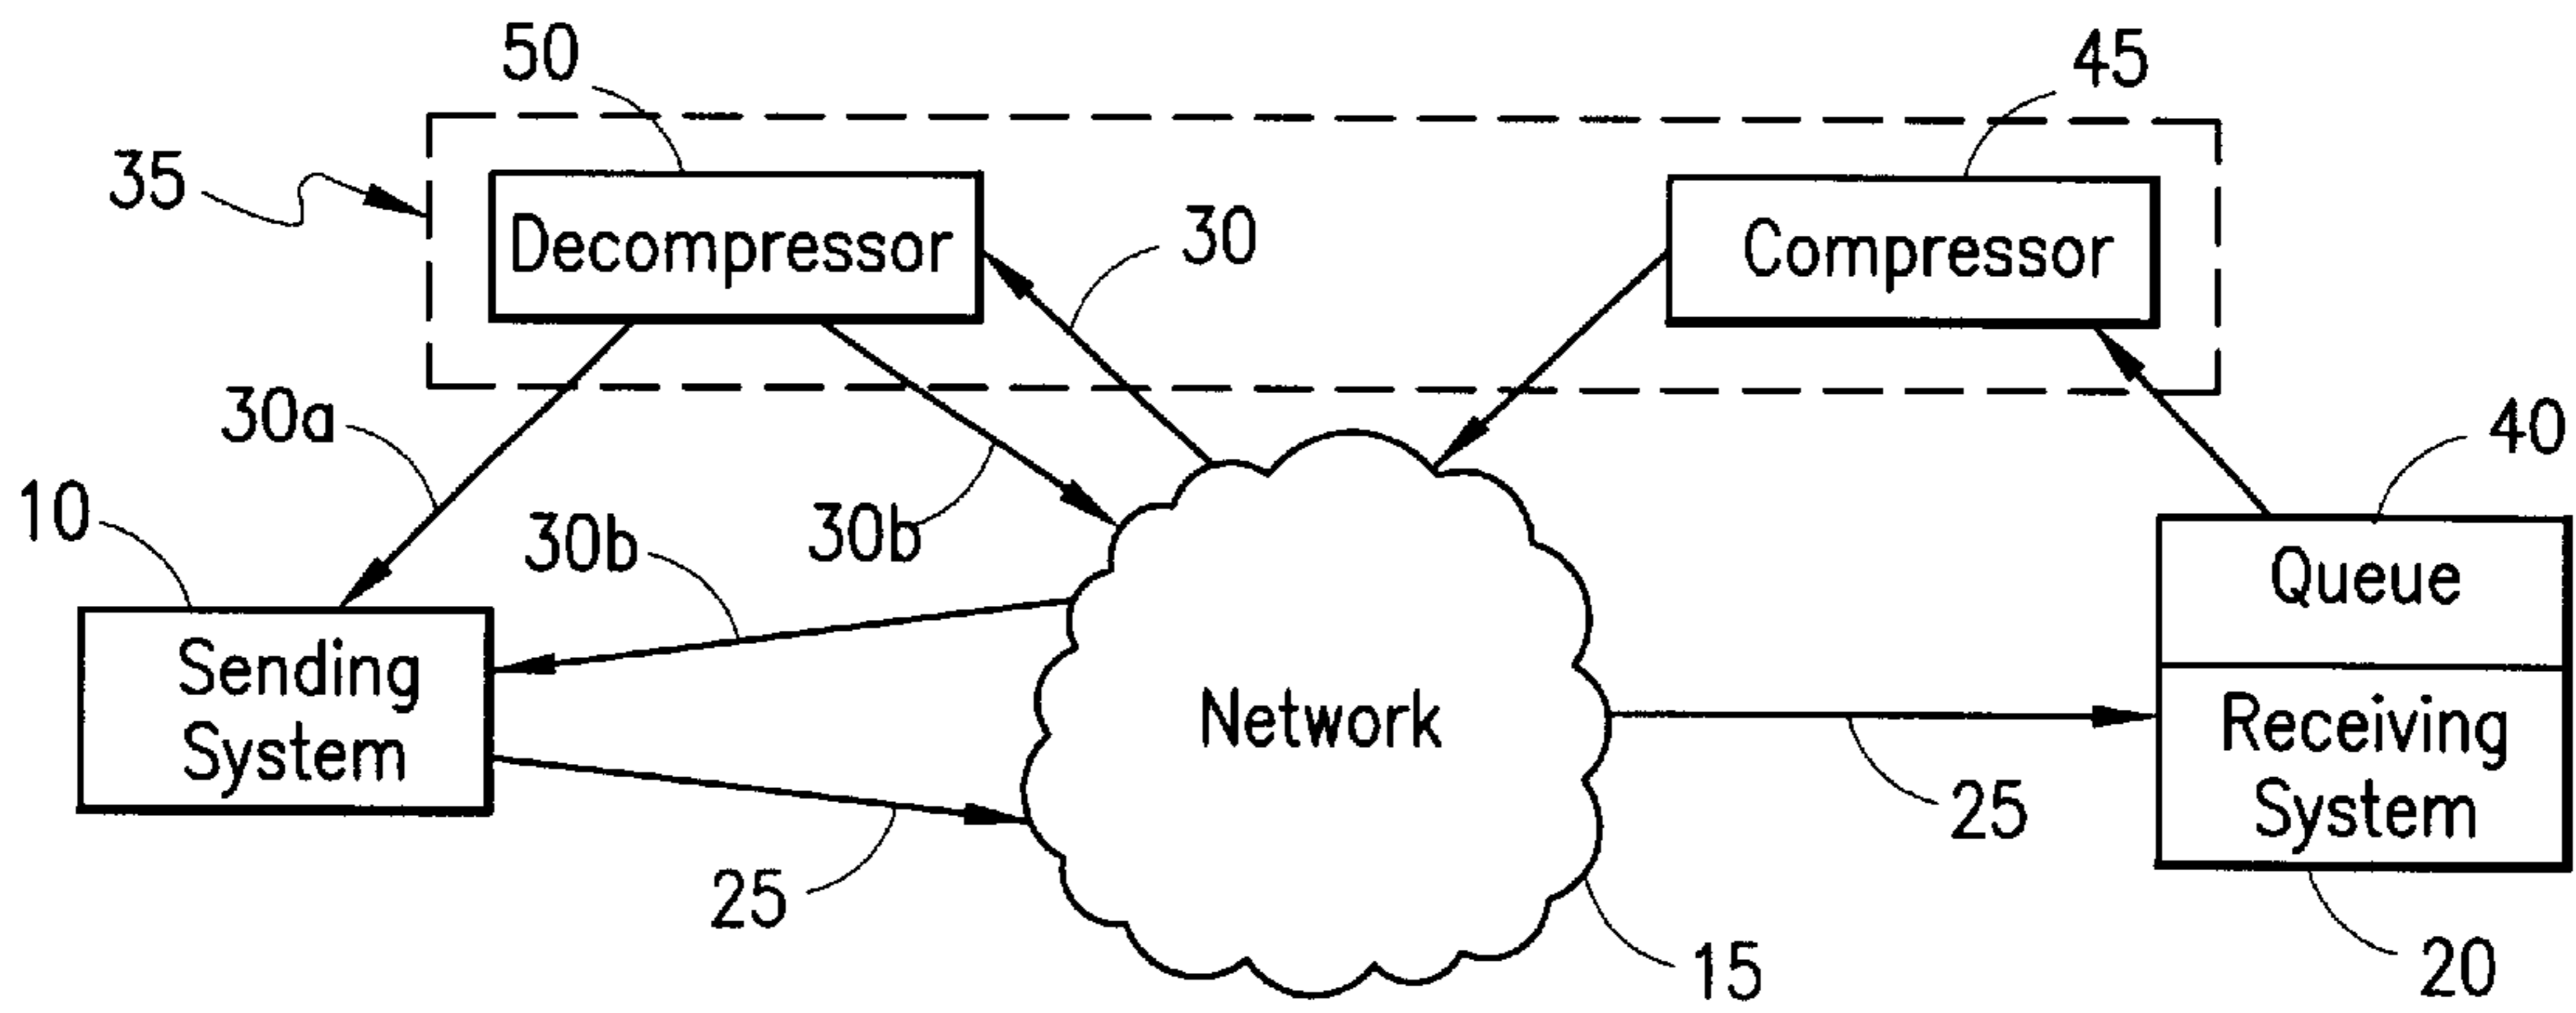 50
45
35
Decompressor
30
Compressor
30a
40
10
30b
30b
Queue
Sending
System
Network
Receiving
System
25
25
15
20